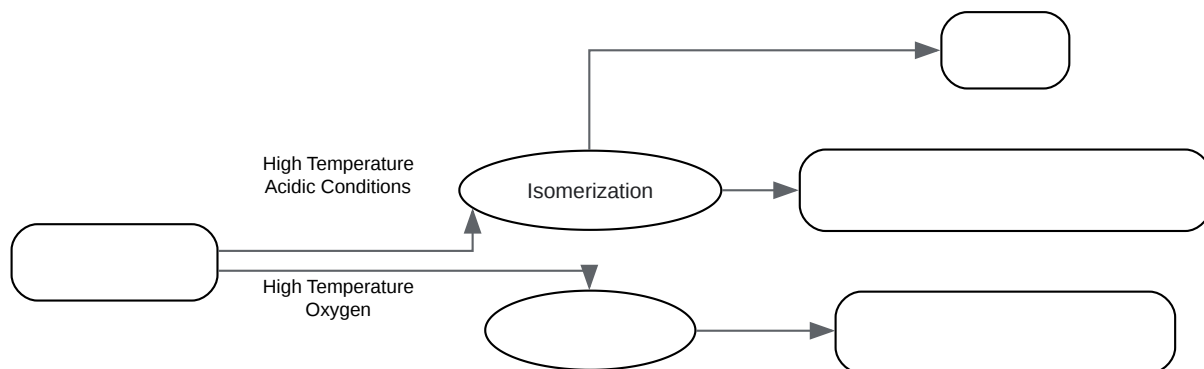 High Temperature
Acidic Conditions
Isomerization
High Temperature
Oxygen